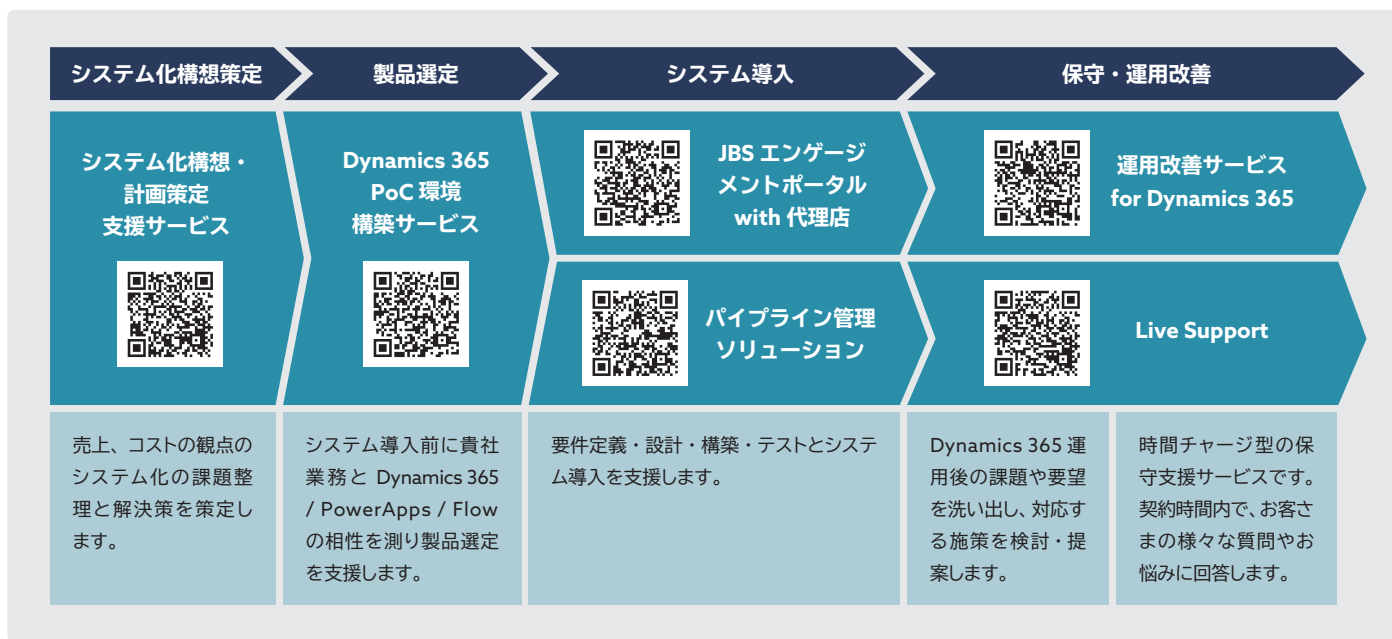 システム化構想策定
製品選定
システム導入
保守・運用改善
システム化構想・
計画策定
支援サービス
Dynamics 365
PoC 環境
構築サービス
JBS エンゲージ
メントポータル
with 代理店
パイプライン管理
ソリューション
運用改善サービス
for Dynamics 365
Live Support
売上、コストの観点の
システム化の課題整
理と解決策を策定し
ます。
システム導入前に貴社
業務と Dynamics 365
/ PowerApps / Flow
の相性を測り製品選定
を支援します。
要件定義・設計・構築・テストとシステ
ム導入を支援します。
Dynamics 365 運
用後の課題や要望
を洗い出し、対応す
る施策を検討・提
案します。
時間チャージ型の保
守支援サービスです。
契約時間内で、お客さ
まの様々な質問やお
悩みに回答します。